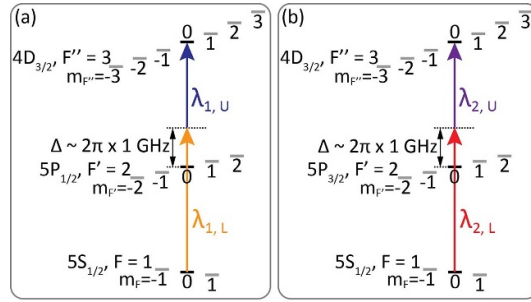 (a)
0 1̄ 2̄ 3̄
4D3/2, F'' = 3
mF''=-3 -2 -1
λ1, U
Δ ~ 2π x 1 GHz
5P1/2, F' = 2
mF'=-2 -1 0 1 2
λ1, L
5S1/2, F = 1
mF=-1 0 1
(b)
0 1 2 3
4D3/2, F'' = 3
mF''=-3 -2 -1
λ2, U
Δ ~ 2π x 1 GHz
5P3/2, F' = 2
mF'=-2 -1 0 1 2
λ2, L
5S1/2, F = 1
mF=-1 0 1